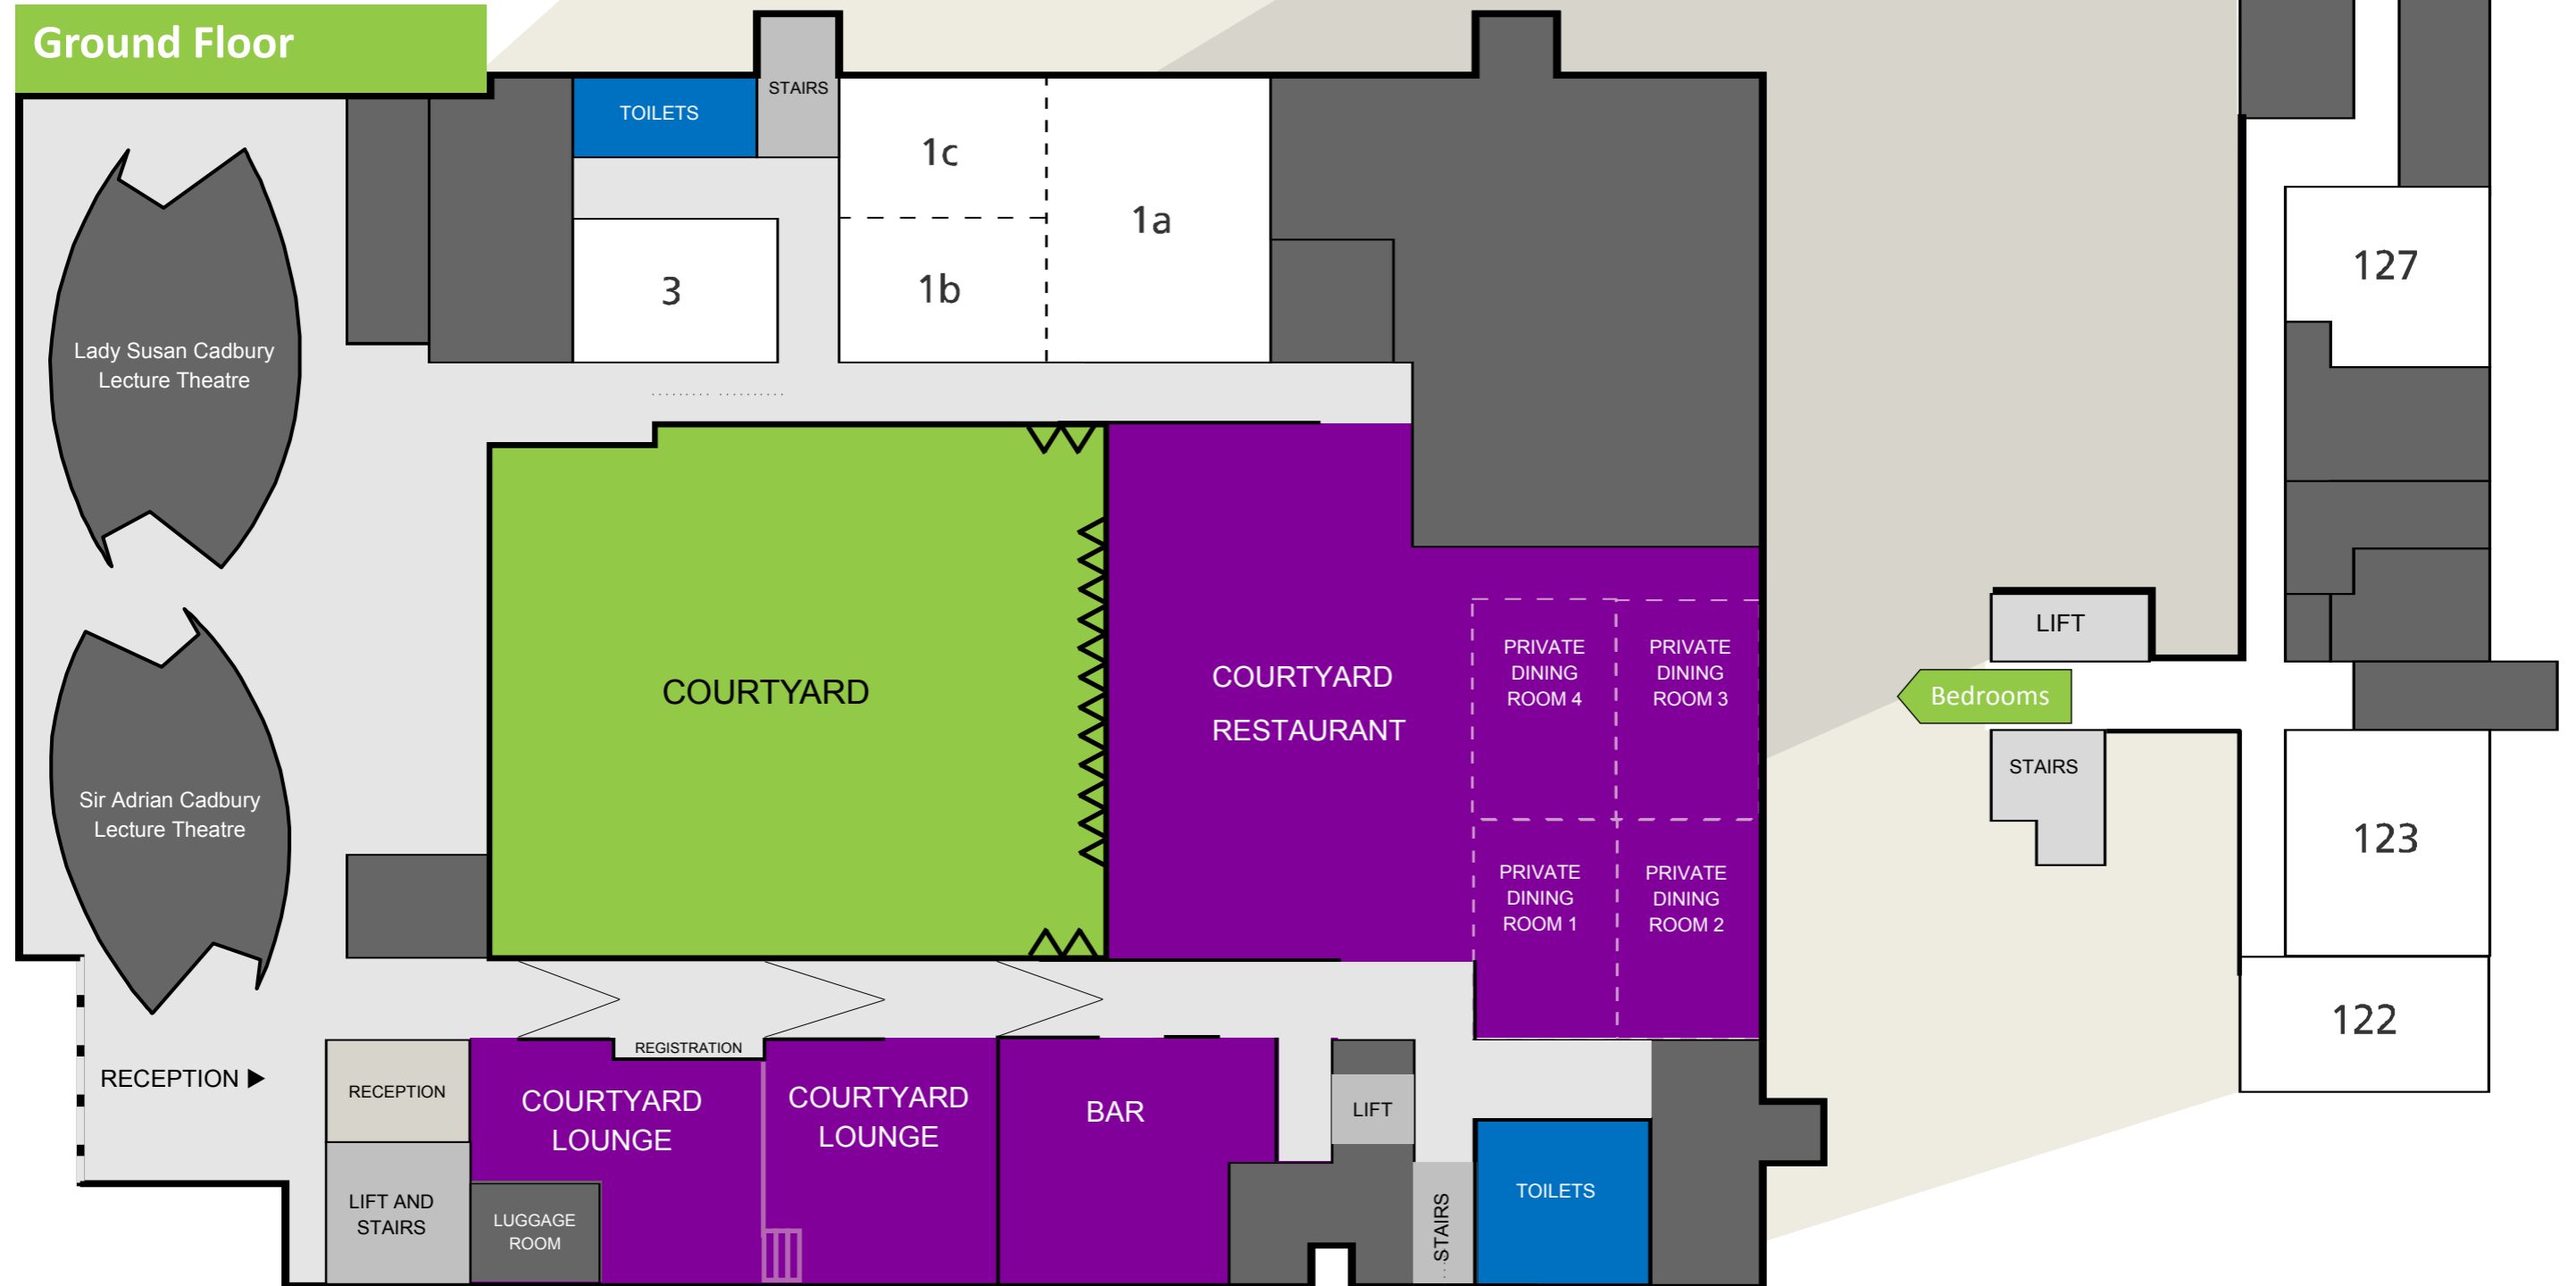 Ground Floor
TOILETS
STAIRS
1c
1a
1b
3
127
Lady Susan Cadbury
Lecture Theatre
LIFT
Bedrooms
STAIRS
COURTYARD
COURTYARD
RESTAURANT
PRIVATE
DINING
ROOM 4
PRIVATE
DINING
ROOM 3
Sir Adrian Cadbury
Lecture Theatre
PRIVATE
DINING
ROOM 1
PRIVATE
DINING
ROOM 2
123
122
REGISTRATION
RECEPTION ►
RECEPTION
COURTYARD
LOUNGE
COURTYARD
LOUNGE
BAR
LIFT
LIFT AND
STAIRS
LUGGAGE
ROOM
STAIRS
TOILETS